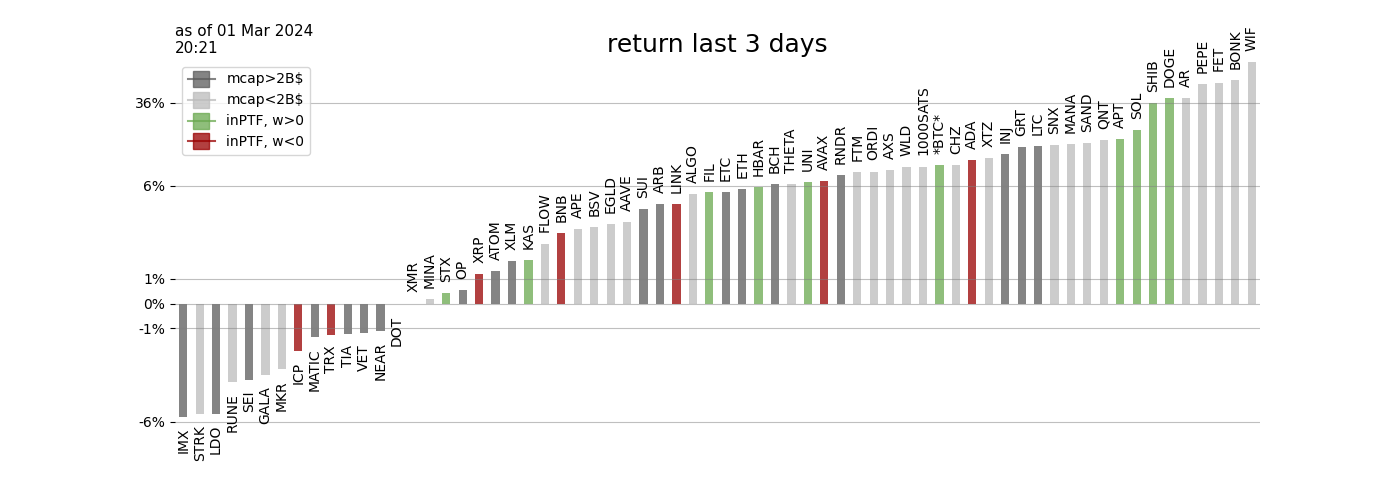 as of 01 Mar 2024
20:21
return last 3 days
mcap>2B$
mcap<2B$
inPTF, w>0
inPTF, w<0
36%
6%
1%
0%
-1%
-6%
IMX
STRK
LDO
RUNE
SEI
GALA
MKR
ICP
MATIC
TRX
TIA
VET
NEAR
DOT
XMR
MINA
STX
OP
XRP
ATOM
XLM
KAS
FLOW
BNB
APE
BSV
EGLD
AAVE
SUI
ARB
LINK
ALGO
FIL
ETC
ETH
HBAR
BCH
THETA
UNI
AVAX
RNDR
FTM
ORDI
AXS
WLD
1000SATS
*BTC*
CHZ
ADA
XTZ
INJ
GRT
LTC
SNX
MANA
SAND
QNT
APT
SOL
SHIB
DOGE
AR
PEPE
FET
BONK
WIF